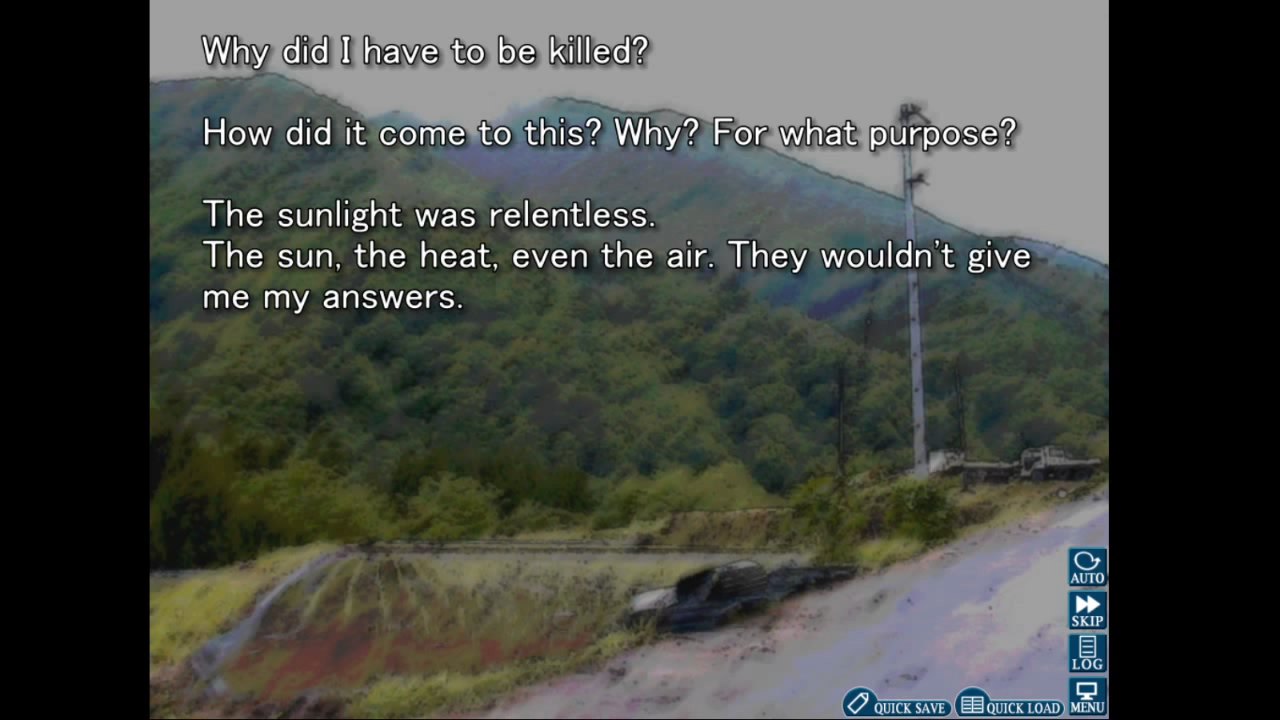 Why did I have to be killed?
How did it come to this? Why? For what purpose?
The sunlight was relentless.
The sun, the heat, even the air. They wouldn't give
me my answers.
AUTO
SKIP
LOG
MENU
QUICK SAVE
QUICK LOAD